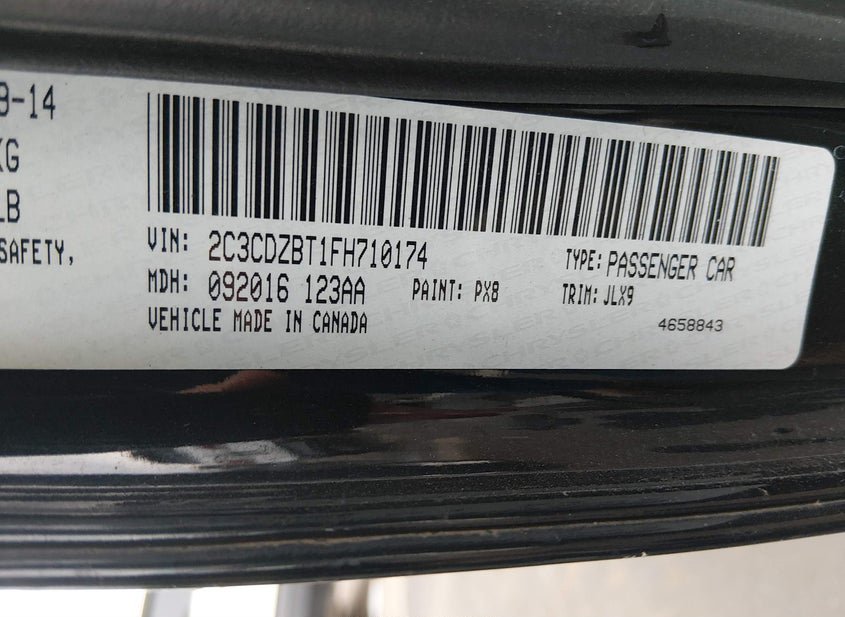 9-14
KG
LB
SAFETY,
VIN: 2C3CDZBT1FH710174
TYPE: PASSENGER CAR
MDH: 092016 123AA
PAINT: PX8
TRIM: JLX9
VEHICLE MADE IN CANADA
4658843